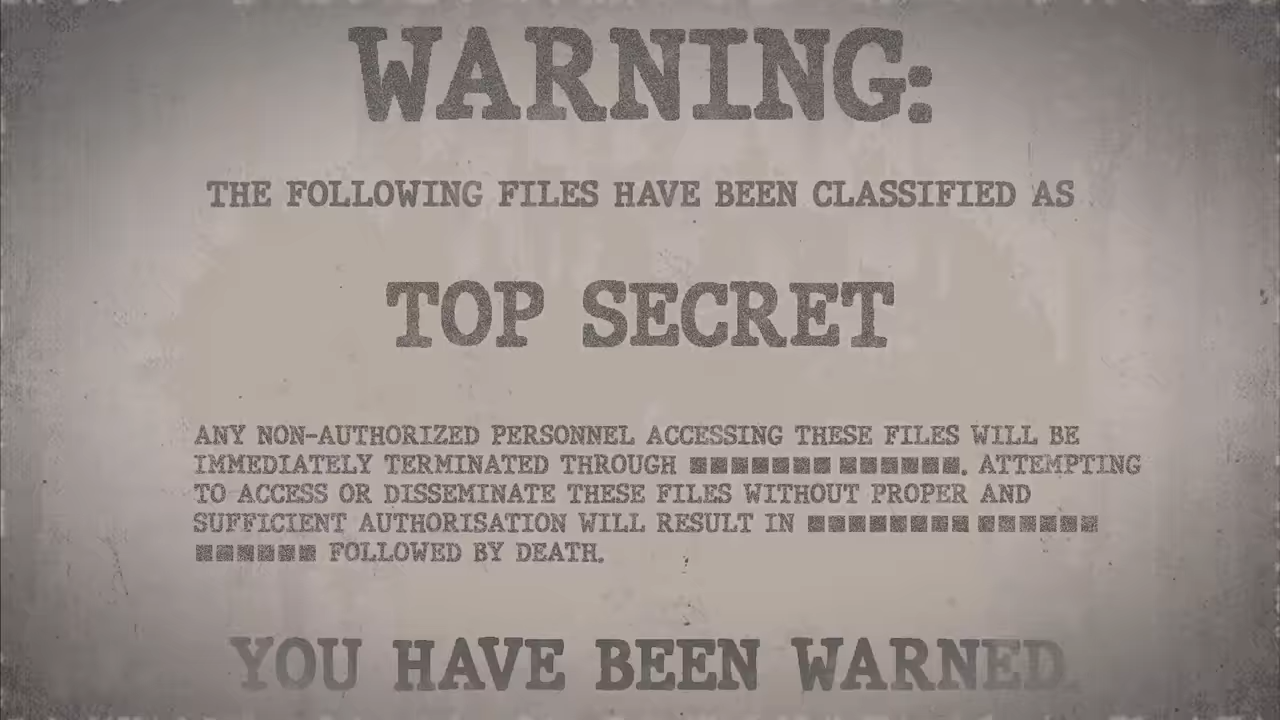 WARNING:
THE FOLLOWING FILES HAVE BEEN CLASSIFIED AS
TOP SECRET
ANY NON-AUTHORIZED PERSONNEL ACCESSING THESE FILES WILL BE
IMMEDIATELY TERMINATED THROUGH ■■■■■■■ ■■■■■■. ATTEMPTING
TO ACCESS OR DISSEMINATE THESE FILES WITHOUT PROPER AND
SUFFICIENT AUTHORISATION WILL RESULT IN ■■■■■■■■ ■■■■■■
■■■■■■ FOLLOWED BY DEATH.
YOU HAVE BEEN WARNED.